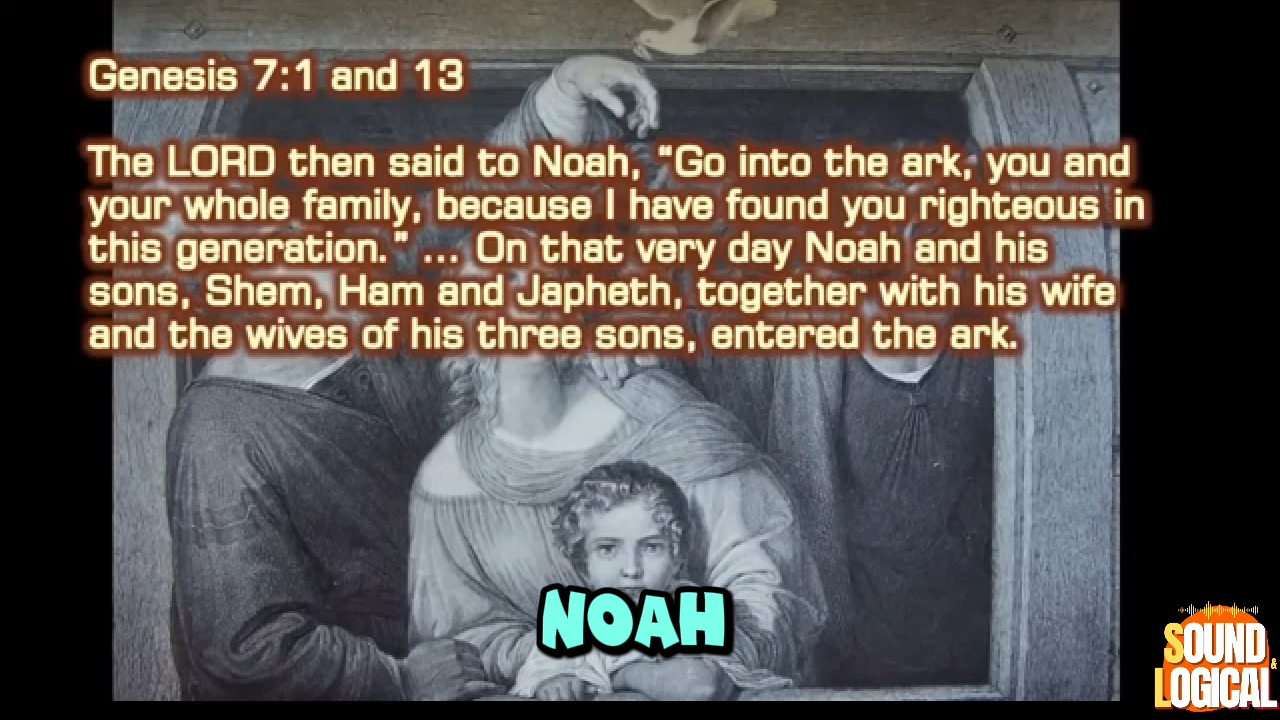 Genesis 7:1 and 13
The LORD then said to Noah, “Go into the ark, you and
your whole family, because I have found you righteous in
this generation.” ... On that very day Noah and his
sons, Shem, Ham and Japheth, together with his wife
and the wives of his three sons, entered the ark.
NOAH
SOUND &
LOGICAL